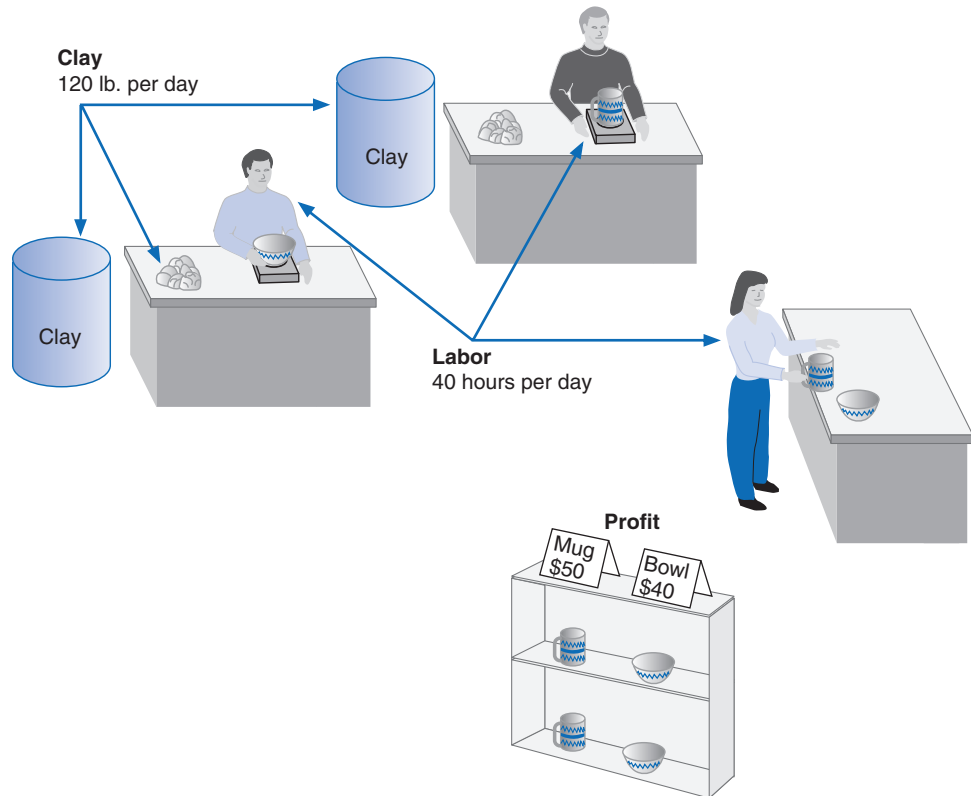 Clay
120 lb. per day
Clay
Clay
Labor
40 hours per day
Profit
Mug
$50
Bowl
$40